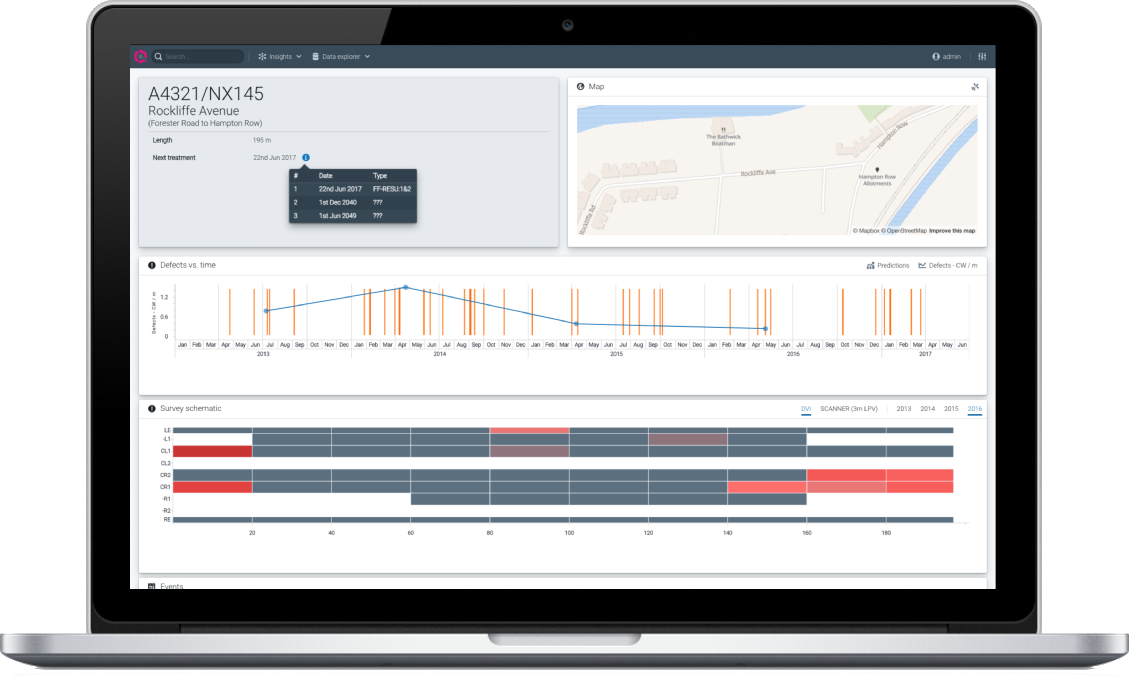 Search...
Insights
Data explorer
admin
A4321/NX145
Rockliffe Avenue
(Forester Road to Hampton Row)
Length 195 m
Next treatment 22nd Jun 2017
# Date Type
1 22nd Jun 2017 FF-RESU:1&2
2 1st Dec 2040 ???
3 1st Jun 2049 ???
Map
The Bathwick
Boatman
Hampton Row
Rockliffe Ave
Hampton Row
Allotments
Rockliffe Rd
© Mapbox © OpenStreetMap Improve this map
Defects vs. time
Predictions
Defects - CW / m
Defects - CW / m
1.2
0.6
0
Jan Feb Mar Apr May Jun Jul Aug Sep Oct Nov Dec Jan Feb Mar Apr May Jun Jul Aug Sep Oct Nov Dec Jan Feb Mar Apr May Jun Jul Aug Sep Oct Nov Dec Jan Feb Mar Apr May Jun Jul Aug Sep Oct Nov Dec Jan Feb Mar Apr May Jun
2013 2014 2015 2016 2017
Survey schematic
DVI SCANNER (3m LPV) 2013 2014 2015 2016
LE
-L1
CL1
CL2
CR2
CR1
-R1
-R2
RE
20 40 60 80 100 120 140 160 180
Events